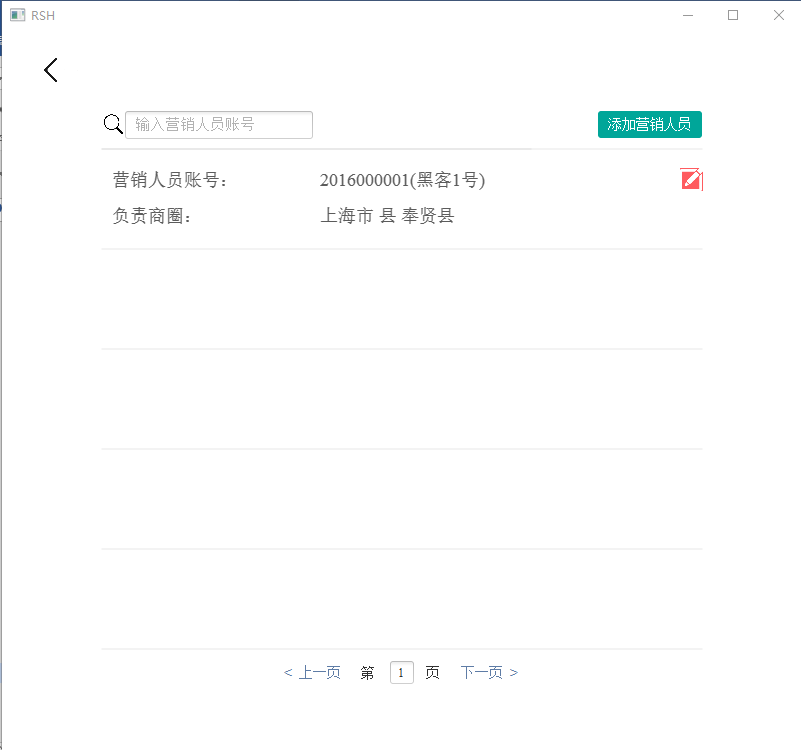 RSH
输入营销人员账号 添加营销人员
营销人员账号： 2016000001(黑客1号)
负责商圈： 上海市 县 奉贤县
< 上一页 第 1 页 下一页 >